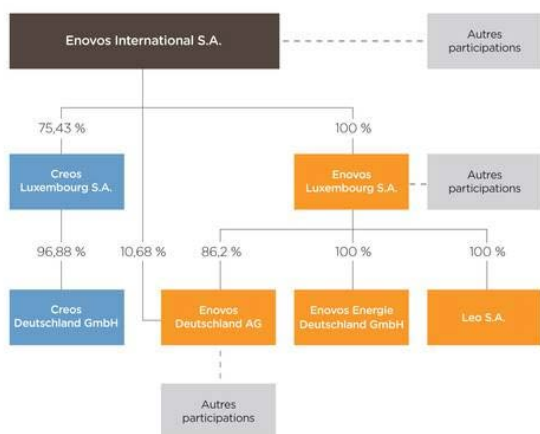 Enovos International S.A.
Autres
participations
75,43 %
100 %
Creos
Luxembourg S.A.
Enovos
Luxembourg S.A.
Autres
participations
96,88 %
10,68 %
86,2 %
100 %
100 %
Creos
Deutschland GmbH
Enovos
Deutschland AG
Enovos Energie
Deutschland GmbH
Leo S.A.
Autres
participations